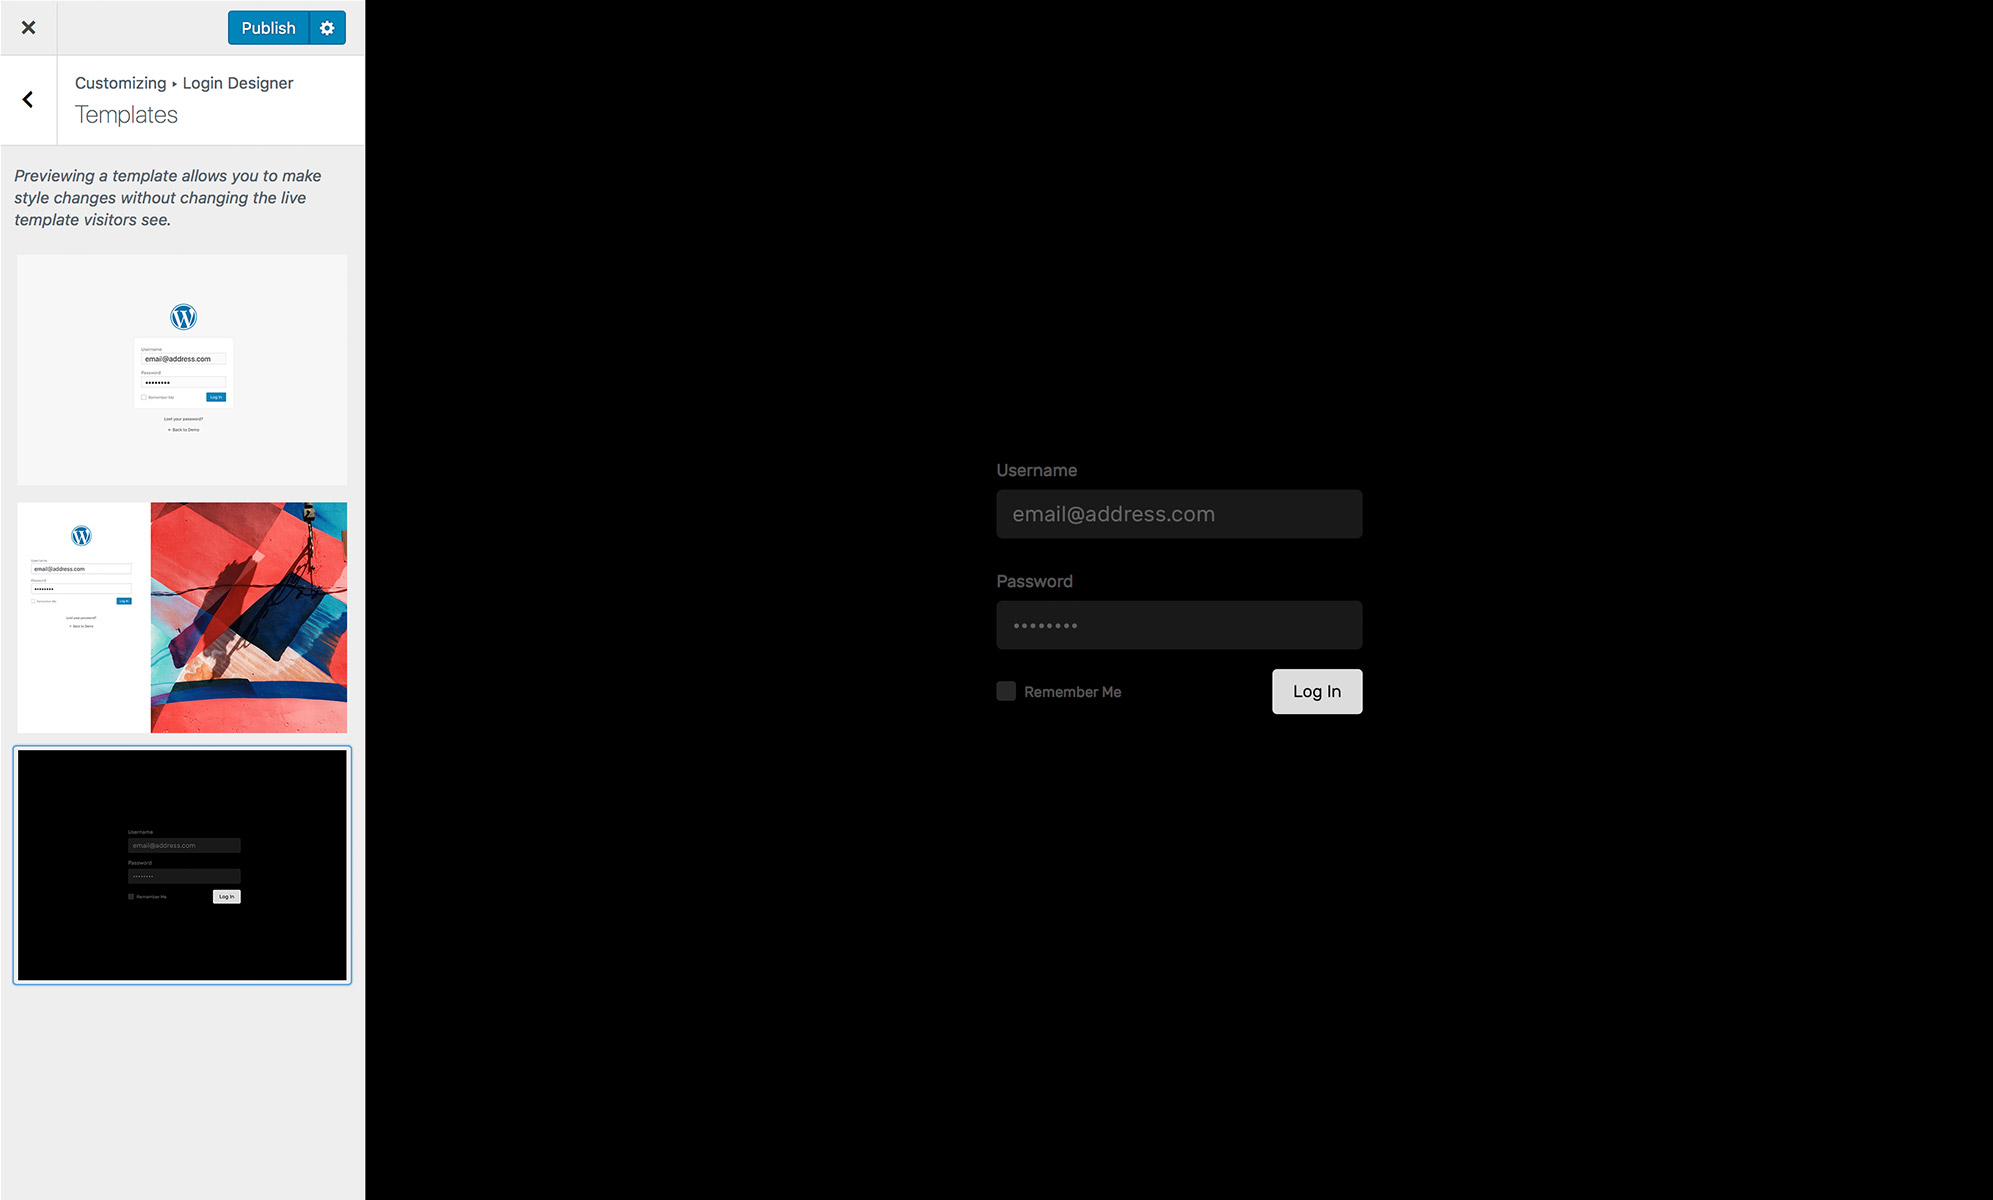 Publish
Customizing ▸ Login Designer
Templates
Previewing a template allows you to make
style changes without changing the live
template visitors see.
Username
email@address.com
Password
••••••••
Remember Me
Log In
Lost your password?
← Back to Demo
Username
email@address.com
Password
••••••••
Remember Me
Log In
Lost your password?
← Back to Demo
Username
email@address.com
Password
••••••••
Remember Me
Log In
Username
email@address.com
Password
••••••••
Remember Me
Log In